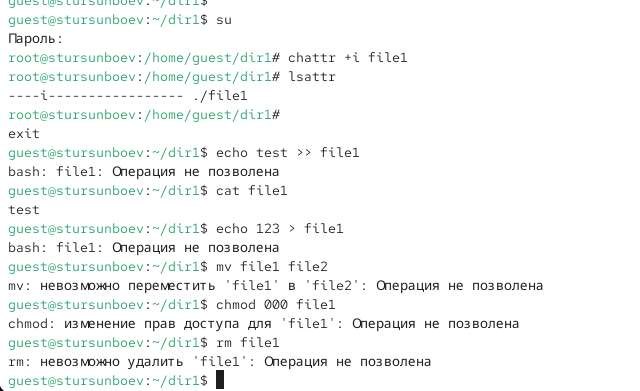 guest@stursunboev:~/dir1$
guest@stursunboev:~/dir1$ su
Пароль:
root@stursunboev:/home/guest/dir1# chattr +i file1
root@stursunboev:/home/guest/dir1# lsattr
----i----------------- ./file1
root@stursunboev:/home/guest/dir1#
exit
guest@stursunboev:~/dir1$ echo test >> file1
bash: file1: Операция не позволена
guest@stursunboev:~/dir1$ cat file1
test
guest@stursunboev:~/dir1$ echo 123 > file1
bash: file1: Операция не позволена
guest@stursunboev:~/dir1$ mv file1 file2
mv: невозможно переместить 'file1' в 'file2': Операция не позволена
guest@stursunboev:~/dir1$ chmod 000 file1
chmod: изменение прав доступа для 'file1': Операция не позволена
guest@stursunboev:~/dir1$ rm file1
rm: невозможно удалить 'file1': Операция не позволена
guest@stursunboev:~/dir1$